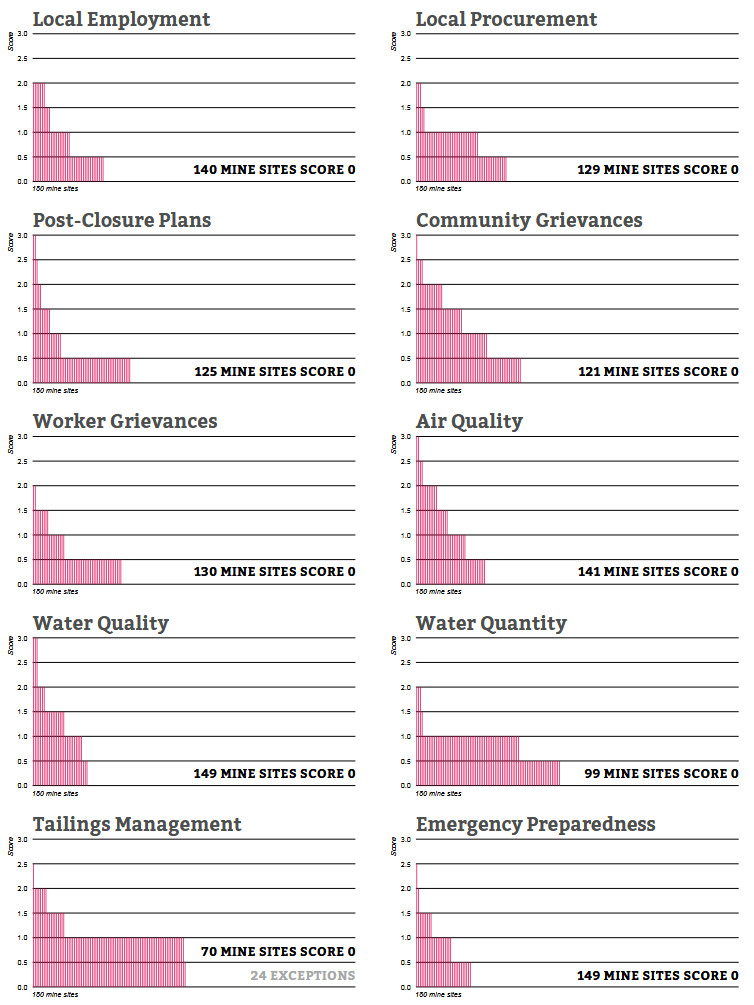 Local Employment
Score
3.0
2.5
2.0
1.5
1.0
0.5
140 MINE SITES SCORE 0
0.0
180 mine sites
Local Procurement
Score
3.0
2.5
2.0
1.5
1.0
0.5
129 MINE SITES SCORE 0
0.0
180 mine sites
Post-Closure Plans
Score
3.0
2.5
2.0
1.5
1.0
0.5
125 MINE SITES SCORE 0
0.0
180 mine sites
Community Grievances
Score
3.0
2.5
2.0
1.5
1.0
0.5
121 MINE SITES SCORE 0
0.0
180 mine sites
Worker Grievances
Score
3.0
2.5
2.0
1.5
1.0
0.5
130 MINE SITES SCORE 0
0.0
180 mine sites
Air Quality
Score
3.0
2.5
2.0
1.5
1.0
0.5
141 MINE SITES SCORE 0
0.0
180 mine sites
Water Quality
Score
3.0
2.5
2.0
1.5
1.0
0.5
149 MINE SITES SCORE 0
0.0
180 mine sites
Water Quantity
Score
3.0
2.5
2.0
1.5
1.0
0.5
99 MINE SITES SCORE 0
0.0
180 mine sites
Tailings Management
Score
3.0
2.5
2.0
1.5
1.0
70 MINE SITES SCORE 0
0.5
24 EXCEPTIONS
0.0
180 mine sites
Emergency Preparedness
Score
3.0
2.5
2.0
1.5
1.0
0.5
149 MINE SITES SCORE 0
0.0
180 mine sites